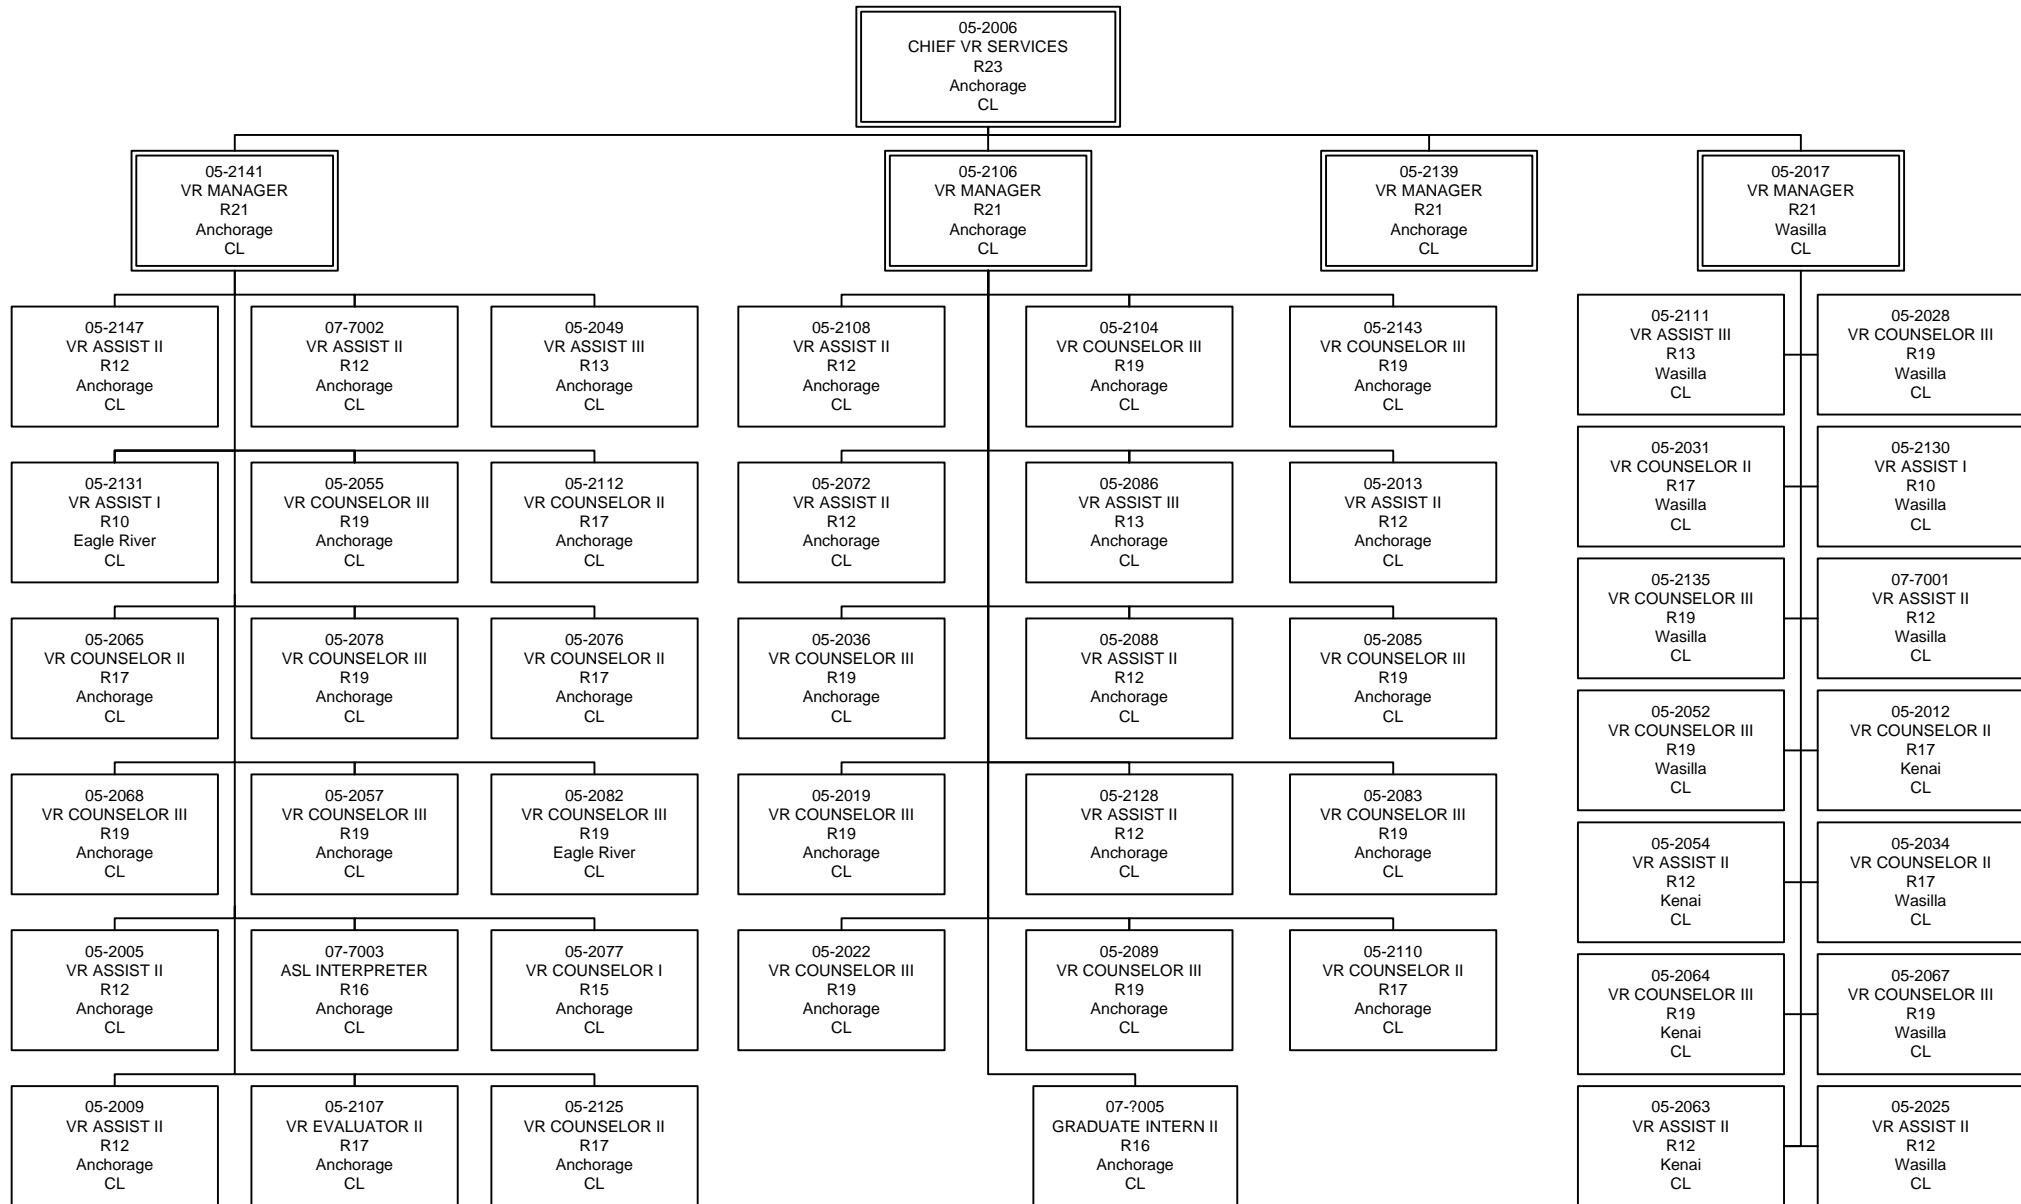 05-2006
CHIEF VR SERVICES
R23
Anchorage
CL
05-2141
VR MANAGER
R21
Anchorage
CL
05-2106
VR MANAGER
R21
Anchorage
CL
05-2139
VR MANAGER
R21
Anchorage
CL
05-2017
VR MANAGER
R21
Wasilla
CL
05-2147
VR ASSIST II
R12
Anchorage
CL
07-7002
VR ASSIST II
R12
Anchorage
CL
05-2049
VR ASSIST III
R13
Anchorage
CL
05-2131
VR ASSIST I
R10
Eagle River
CL
05-2055
VR COUNSELOR III
R19
Anchorage
CL
05-2112
VR COUNSELOR II
R17
Anchorage
CL
05-2065
VR COUNSELOR II
R17
Anchorage
CL
05-2078
VR COUNSELOR III
R19
Anchorage
CL
05-2076
VR COUNSELOR II
R17
Anchorage
CL
05-2068
VR COUNSELOR III
R19
Anchorage
CL
05-2057
VR COUNSELOR III
R19
Anchorage
CL
05-2082
VR COUNSELOR III
R19
Eagle River
CL
05-2005
VR ASSIST II
R12
Anchorage
CL
07-7003
ASL INTERPRETER
R16
Anchorage
CL
05-2077
VR COUNSELOR I
R15
Anchorage
CL
05-2009
VR ASSIST II
R12
Anchorage
CL
05-2107
VR EVALUATOR II
R17
Anchorage
CL
05-2125
VR COUNSELOR II
R17
Anchorage
CL
05-2108
VR ASSIST II
R12
Anchorage
CL
05-2104
VR COUNSELOR III
R19
Anchorage
CL
05-2143
VR COUNSELOR III
R19
Anchorage
CL
05-2072
VR ASSIST II
R12
Anchorage
CL
05-2086
VR ASSIST III
R13
Anchorage
CL
05-2013
VR ASSIST II
R12
Anchorage
CL
05-2036
VR COUNSELOR III
R19
Anchorage
CL
05-2088
VR ASSIST II
R12
Anchorage
CL
05-2085
VR COUNSELOR III
R19
Anchorage
CL
05-2019
VR COUNSELOR III
R19
Anchorage
CL
05-2128
VR ASSIST II
R12
Anchorage
CL
05-2083
VR COUNSELOR III
R19
Anchorage
CL
05-2022
VR COUNSELOR III
R19
Anchorage
CL
05-2089
VR COUNSELOR III
R19
Anchorage
CL
05-2110
VR COUNSELOR II
R17
Anchorage
CL
07-?005
GRADUATE INTERN II
R16
Anchorage
CL
05-2111
VR ASSIST III
R13
Wasilla
CL
05-2028
VR COUNSELOR III
R19
Wasilla
CL
05-2031
VR COUNSELOR II
R17
Wasilla
CL
05-2130
VR ASSIST I
R10
Wasilla
CL
05-2135
VR COUNSELOR III
R19
Wasilla
CL
07-7001
VR ASSIST II
R12
Wasilla
CL
05-2052
VR COUNSELOR III
R19
Wasilla
CL
05-2012
VR COUNSELOR II
R17
Kenai
CL
05-2054
VR ASSIST II
R12
Kenai
CL
05-2034
VR COUNSELOR II
R17
Wasilla
CL
05-2064
VR COUNSELOR III
R19
Kenai
CL
05-2067
VR COUNSELOR III
R19
Wasilla
CL
05-2063
VR ASSIST II
R12
Kenai
CL
05-2025
VR ASSIST II
R12
Wasilla
CL